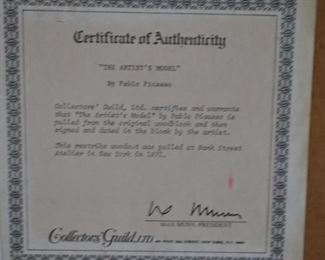 Certificate of Authenticity
"THE ARTIST'S MODEL"
By Pablo Picasso
Collectors' Guild, Ltd. certifies and warrants
that "The Artist's Model" by Pablo Picasso is
pulled from the original woodblock and then
signed and dated in the block by the artist.
This restrike woodcut was pulled at Bank Street
Atelier in New York in 1971.
MAX MUNN, PRESIDENT
Collectors' Guild, LTD. NEW YORK, N.Y.